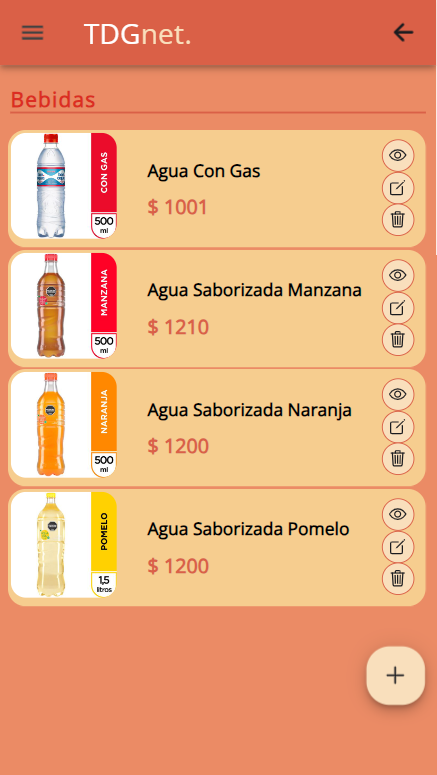 TDGnet.
Bebidas
CON GAS
500
ml
Agua Con Gas
$ 1001
MANZANA
500
ml
Agua Saborizada Manzana
$ 1210
NARANJA
500
ml
Agua Saborizada Naranja
$ 1200
POMELO
1,5
litros
Agua Saborizada Pomelo
$ 1200